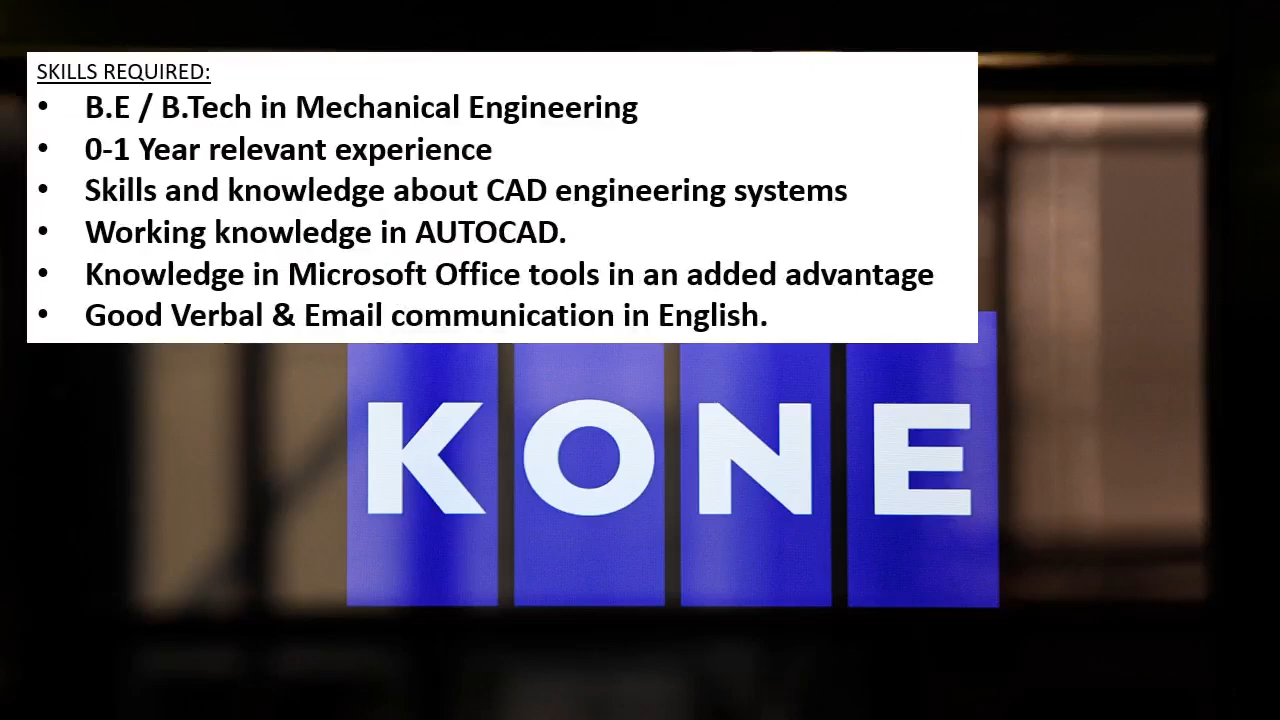 SKILLS REQUIRED:
• B.E / B.Tech in Mechanical Engineering
• 0-1 Year relevant experience
• Skills and knowledge about CAD engineering systems
• Working knowledge in AUTOCAD.
• Knowledge in Microsoft Office tools in an added advantage
• Good Verbal & Email communication in English.
KONE